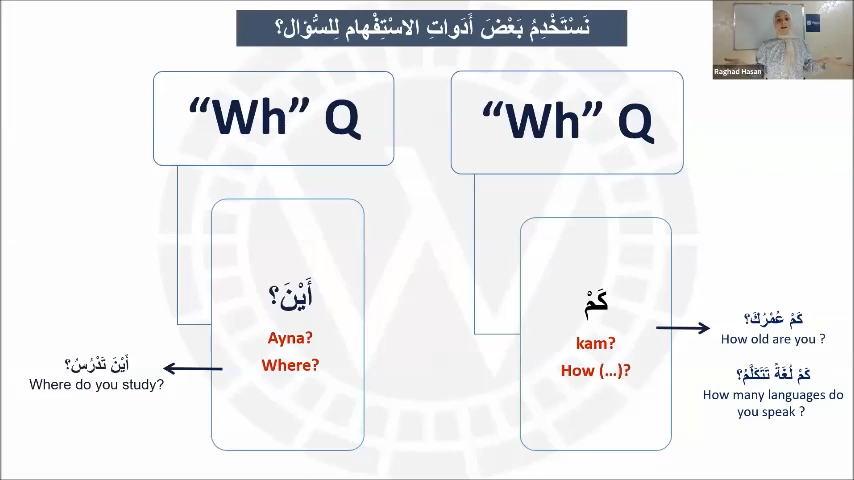 نَسْتَخْدِمُ بَعْضَ أَدَواتِ الاسْتِفْهام لِلسُّؤال؟
Raghad Hasan
“Wh” Q
“Wh” Q
أَيْنَ؟
Ayna?
Where?
أَيْنَ تَدْرُسُ؟
Where do you study?
كَمْ
kam?
How (...)?
كَمْ عُمْرُكَ؟
How old are you ?
كَمْ لُغَةً تَتَكَلَّمُ؟
How many languages do
you speak ?